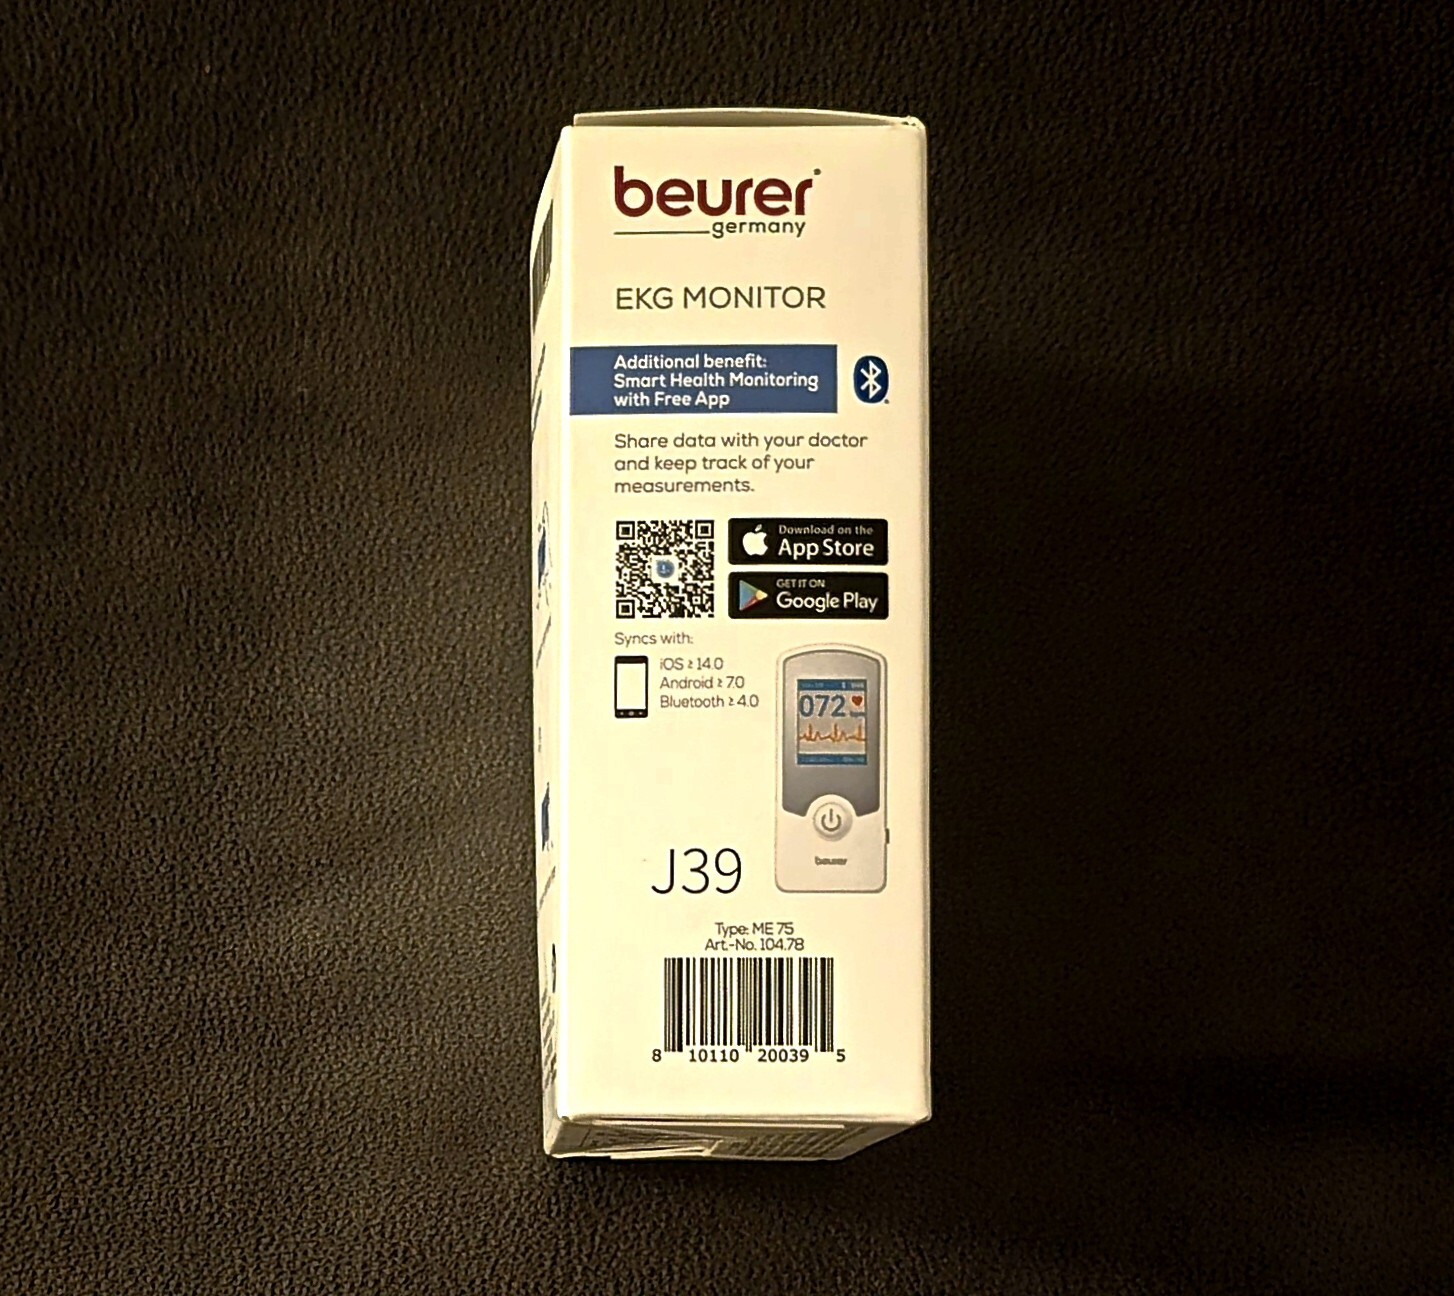 beurer
germany
EKG MONITOR
Additional benefit:
Smart Health Monitoring
with Free App
Share data with your doctor
and keep track of your
measurements.
Download on the
App Store
GET IT ON
Google Play
Syncs with:
iOS ≥ 14.0
Android ≥ 7.0
Bluetooth ≥ 4.0
072
beurer
J39
Type: ME 75
Art.-No. 104.78
8 10110 20039 5